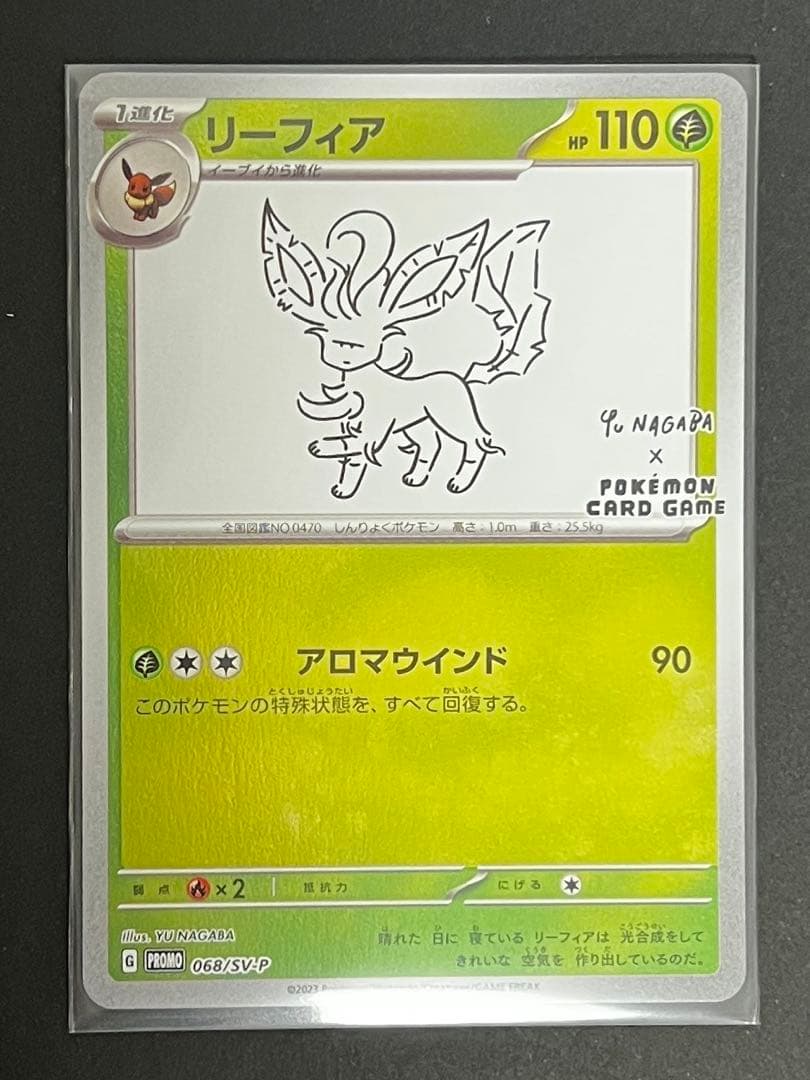 1進化
リーフィア
HP 110
イーブイから進化
Yu NAGABA
x
POKÉMON
CARD GAME
全国図鑑NO.0470 しんりょくポケモン 高さ:1.0m 重さ:25.5kg
アロマウインド 90
このポケモンの特殊状態を、すべて回復する。
弱点 ×2 抵抗力 にげる
Illus. YU NAGABA
晴れた 日に 寝ている リーフィアは 光合成をして
きれいな 空気を 作り出しているのだ。
G PROMO 068/SV-P
©2023 GAME FREAK